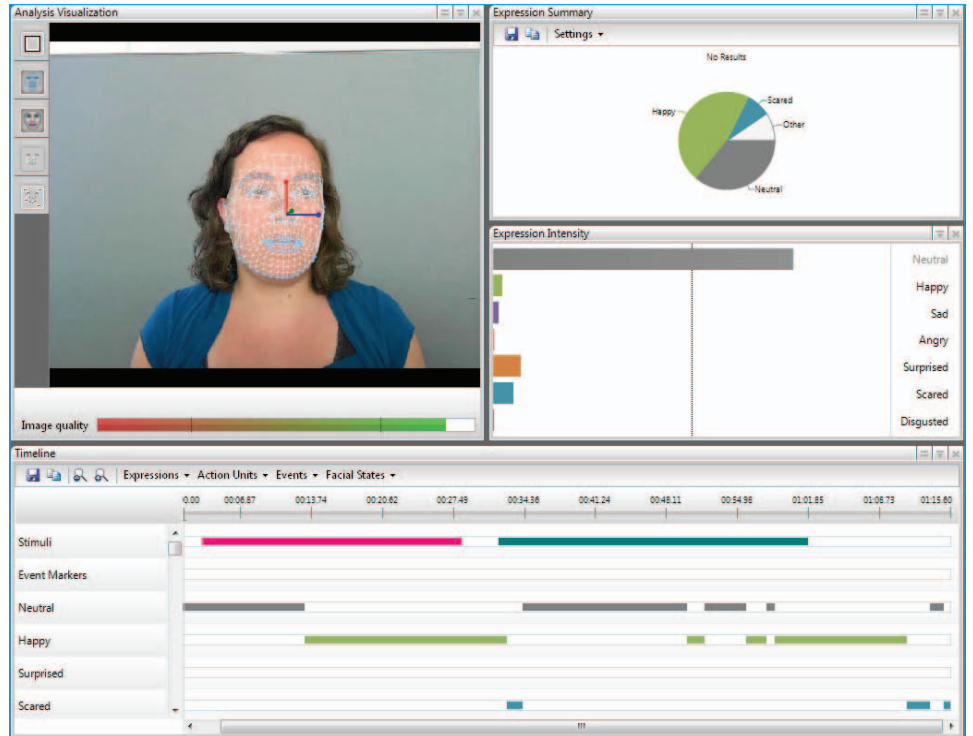 Analysis Visualization
Image quality
Expression Summary
Settings
No Results
Happy
Scared
Other
Neutral
Expression Intensity
Neutral
Happy
Sad
Angry
Surprised
Scared
Disgusted
Timeline
Expressions Action Units Events Facial States
0.00 00:06.87 00:13.74 00:20.62 00:27.49 00:34.36 00:41.24 00:48.11 00:54.98 01:01.85 01:08.73 01:15.60
Stimuli
Event Markers
Neutral
Happy
Surprised
Scared